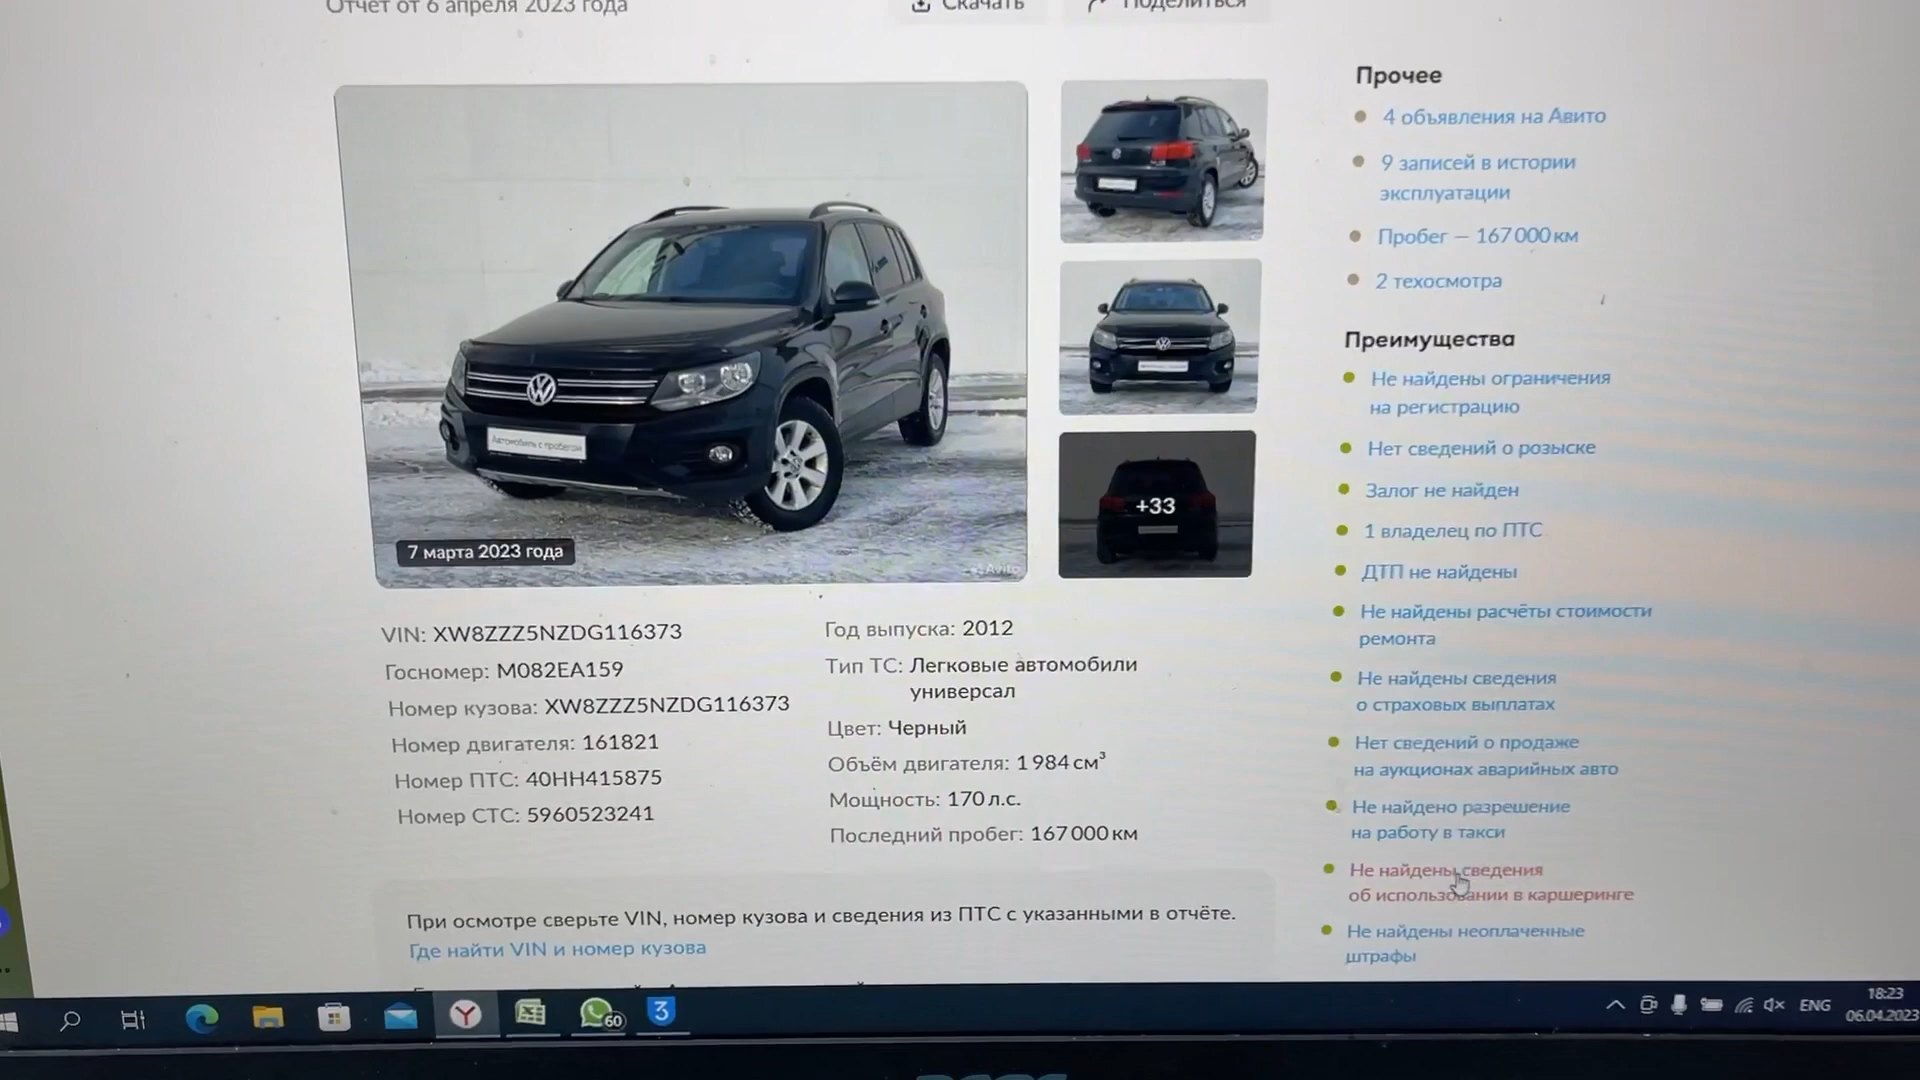 Отчёт от 6 апреля 2023 года
Скачать
Поделиться
Автомобиль с пробегом
7 марта 2023 года
Avito
+33
VIN: XW8ZZZ5NZDG116373
Госномер: М082ЕА159
Номер кузова: XW8ZZZ5NZDG116373
Номер двигателя: 161821
Номер ПТС: 40НН415875
Номер СТС: 5960523241
Год выпуска: 2012
Тип ТС: Легковые автомобили
универсал
Цвет: Черный
Объём двигателя: 1 984 см³
Мощность: 170 л.с.
Последний пробег: 167 000 км
При осмотре сверьте VIN, номер кузова и сведения из ПТС с указанными в отчёте.
Где найти VIN и номер кузова
Прочее
4 объявления на Авито
9 записей в истории
эксплуатации
Пробег — 167 000 км
2 техосмотра
Преимущества
Не найдены ограничения
на регистрацию
Нет сведений о розыске
Залог не найден
1 владелец по ПТС
ДТП не найдены
Не найдены расчёты стоимости
ремонта
Не найдены сведения
о страховых выплатах
Нет сведений о продаже
на аукционах аварийных авто
Не найдено разрешение
на работу в такси
Не найдены сведения
об использовании в каршеринге
Не найдены неоплаченные
штрафы
60
ENG
18:23
06.04.2023